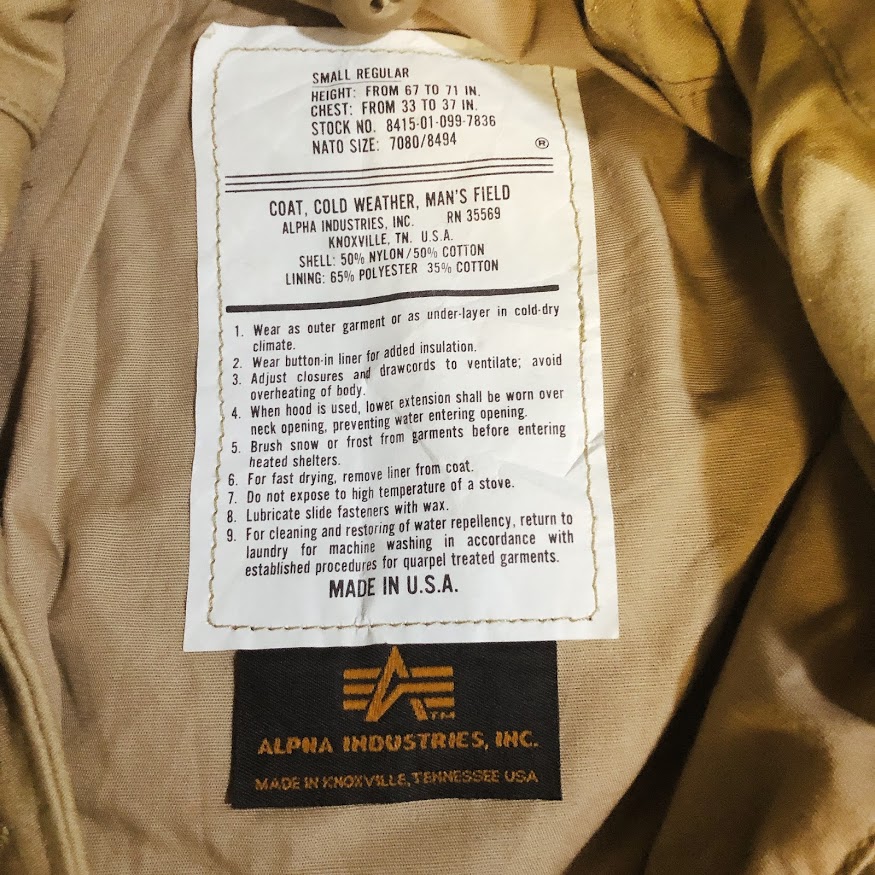 SMALL REGULAR
HEIGHT: FROM 67 TO 71 IN.
CHEST: FROM 33 TO 37 IN.
STOCK NO. 8415-01-099-7836
NATO SIZE: 7080/8494
®
COAT, COLD WEATHER, MAN'S FIELD
ALPHA INDUSTRIES, INC. RN 35569
KNOXVILLE, TN. U.S.A.
SHELL: 50% NYLON/50% COTTON
LINING: 65% POLYESTER 35% COTTON
1. Wear as outer garment or as under-layer in cold-dry
climate.
2. Wear button-in liner for added insulation.
3. Adjust closures and drawcords to ventilate; avoid
overheating of body.
4. When hood is used, lower extension shall be worn over
neck opening, preventing water entering opening.
5. Brush snow or frost from garments before entering
heated shelters.
6. For fast drying, remove liner from coat.
7. Do not expose to high temperature of a stove.
8. Lubricate slide fasteners with wax.
9. For cleaning and restoring of water repellency, return to
laundry for machine washing in accordance with
established procedures for quarpel treated garments.
MADE IN U.S.A.
TM
ALPHA INDUSTRIES, INC.
MADE IN KNOXVILLE, TENNESSEE USA